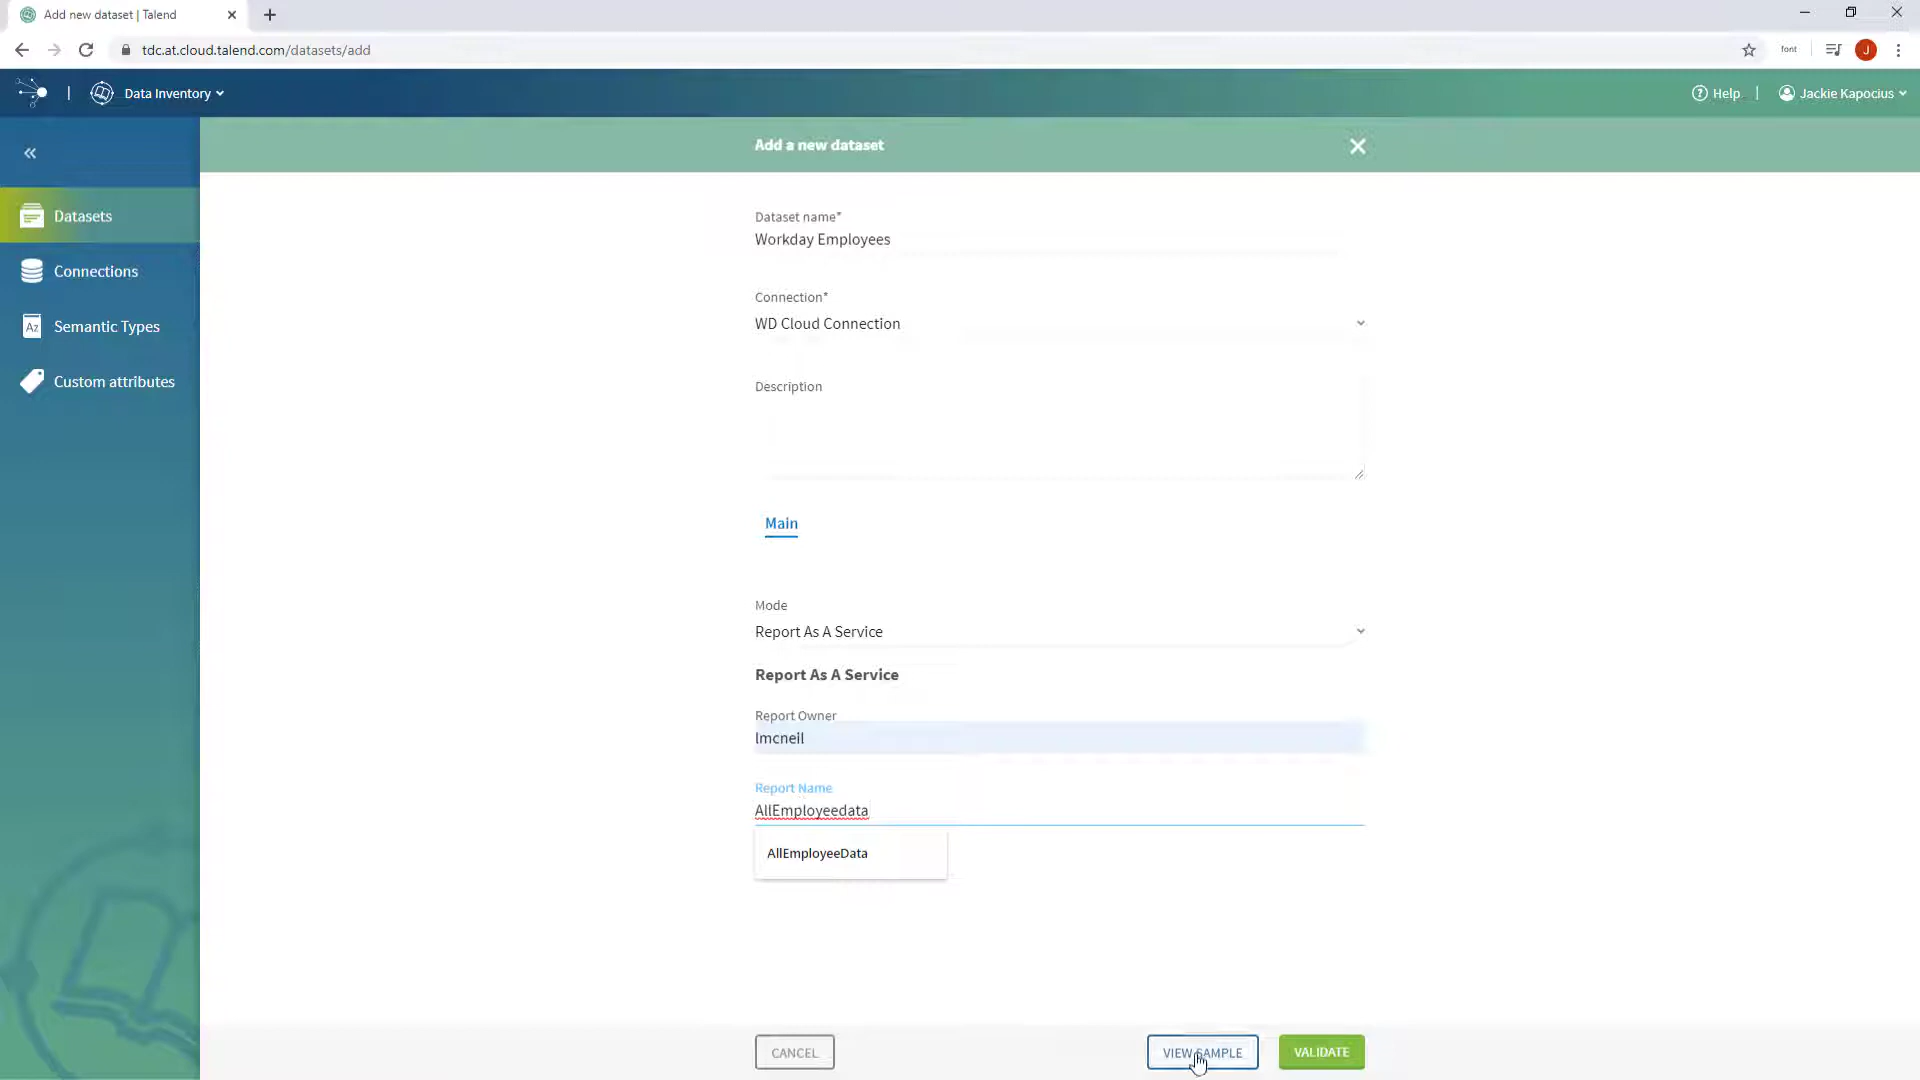 Add new dataset | Talend
tdc.at.cloud.talend.com/datasets/add
font
J
Data Inventory
Help
Jackie Kapocius
Add a new dataset
Datasets
Connections
Az
Semantic Types
Custom attributes
Dataset name*
Workday Employees
Connection*
WD Cloud Connection
Description
Main
Mode
Report As A Service
Report As A Service
Report Owner
lmcneil
Report Name
AllEmployeedata
AllEmployeeData
CANCEL
VIEW SAMPLE
VALIDATE